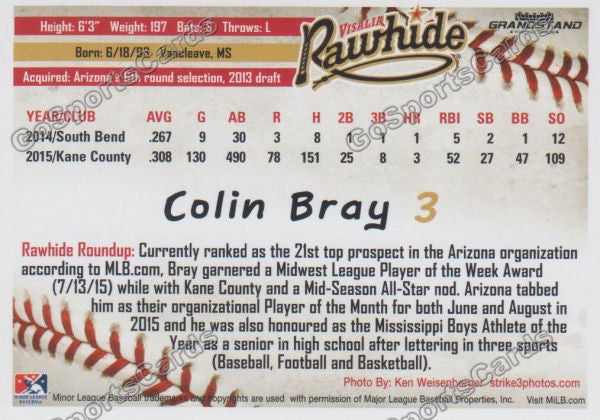 Height: 6'3" Weight: 197 Bats: S Throws: L
Born: 6/18/93 Vancleave, MS
Acquired: Arizona's 6th round selection, 2013 draft
VISALIA
Rawhide
GRANDSTAND
YEAR/CLUB AVG G AB R H 2B 3B HR RBI SB BB SO
2014/South Bend .267 9 30 3 8 1 1 1 5 2 1 12
2015/Kane County .308 130 490 78 151 25 8 3 52 27 47 109
Colin Bray 3
Rawhide Roundup: Currently ranked as the 21st top prospect in the Arizona organization
according to MLB.com, Bray garnered a Midwest League Player of the Week Award
(7/13/15) while with Kane County and a Mid-Season All-Star nod. Arizona tabbed
him as their organizational Player of the Month for both June and August in
2015 and he was also honoured as the Mississippi Boys Athlete of the
Year as a senior in high school after lettering in three sports
(Baseball, Football and Basketball).
Photo By: Ken Weisenberger strike3photos.com
MINOR LEAGUE
BASEBALL
Minor League Baseball trademarks and copyrights are used with permission of Major League Baseball Properties, Inc. Visit MiLB.com
GoSportsCards
GoSportsCards
GoSportsCards
GoSportsCards